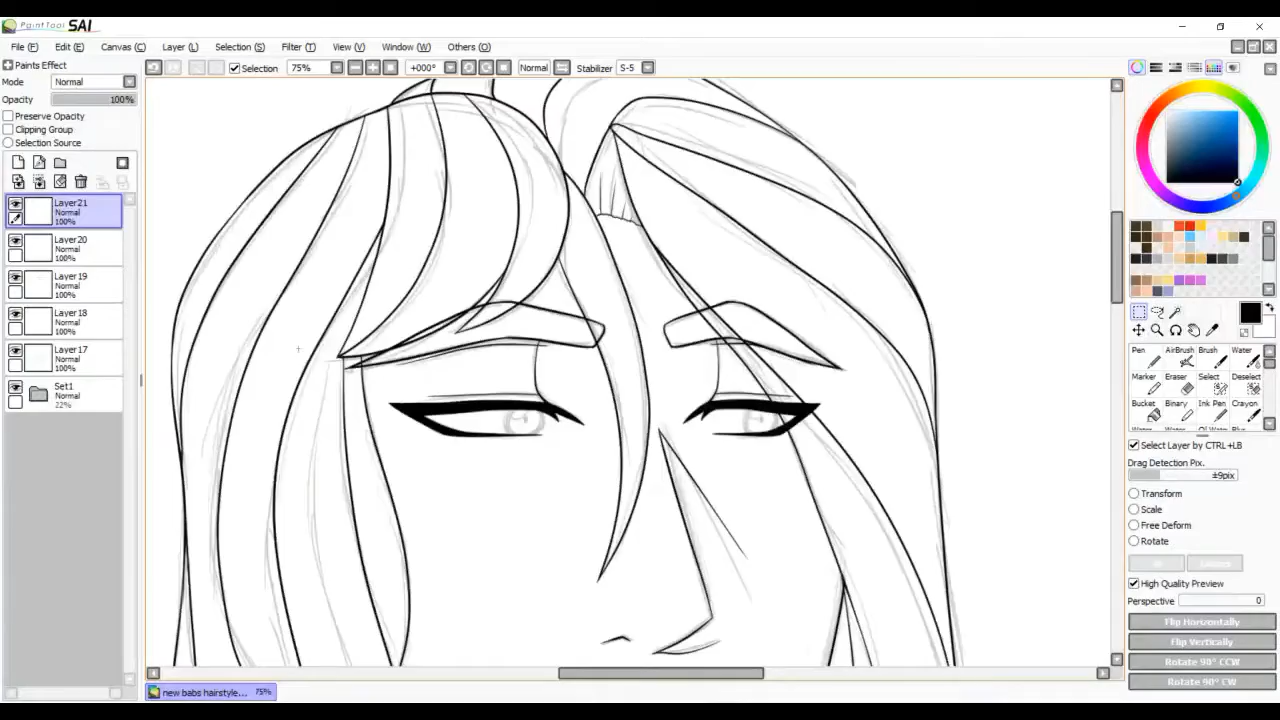 PaintTool SAI
File (F) Edit (E) Canvas (C) Layer (L) Selection (S) Filter (T) View (V) Window (W) Others (O)
Paints Effect
Selection 75% +000° Normal Stabilizer S-5
Mode Normal
Opacity 100%
Preserve Opacity
Clipping Group
Selection Source
Layer21
Normal
100%
Layer20
Normal
100%
Layer19
Normal
100%
Layer18
Normal
100%
Layer17
Normal
100%
Set1
Normal
22%
Pen AirBrush Brush Water
Marker Eraser Select Deselect
Bucket Binary Ink Pen Crayon
Select Layer by CTRL+LB
Drag Detection Pix.
±9pix
Transform
Scale
Free Deform
Rotate
High Quality Preview
Perspective 0
Flip Horizontally
Flip Vertically
Rotate 90° CCW
Rotate 90° CW
new babs hairstyle... 75%